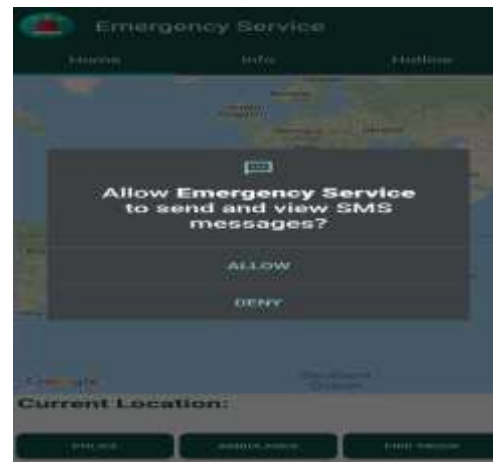 Emergency Service
Home Info Hotline
Allow Emergency Service
to send and view SMS
messages?
ALLOW
DENY
Google
Current Location:
POLICE AMBULANCE